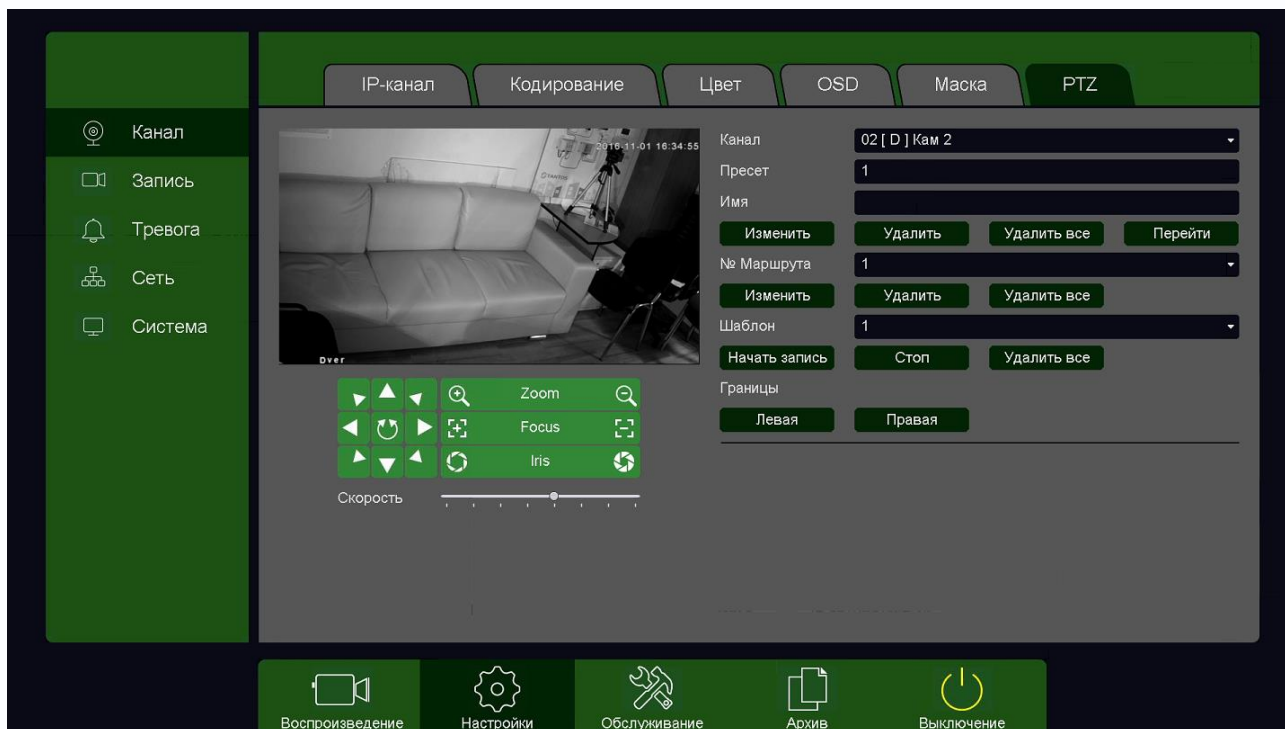 IP-канал Кодирование Цвет OSD Маска PTZ
Канал
Запись
Тревога
Сеть
Система
2016-11-01 16:34:55
TANTOS
Dver
Zoom
Focus
Iris
Скорость
Канал 02 [ D ] Кам 2
Пресет 1
Имя
Изменить Удалить Удалить все Перейти
№ Маршрута 1
Изменить Удалить Удалить все
Шаблон 1
Начать запись Стоп Удалить все
Границы
Левая Правая
Воспроизведение Настройки Обслуживание Архив Выключение